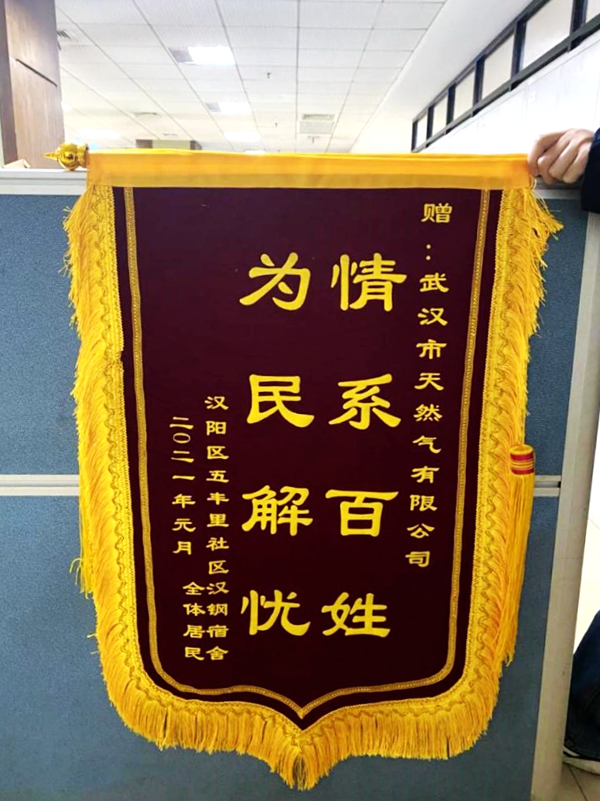 赠：武汉市天然气有限公司
情系百姓
为民解忧
汉阳区五丰里社区汉钢宿舍
全体居民
二〇二一年元月